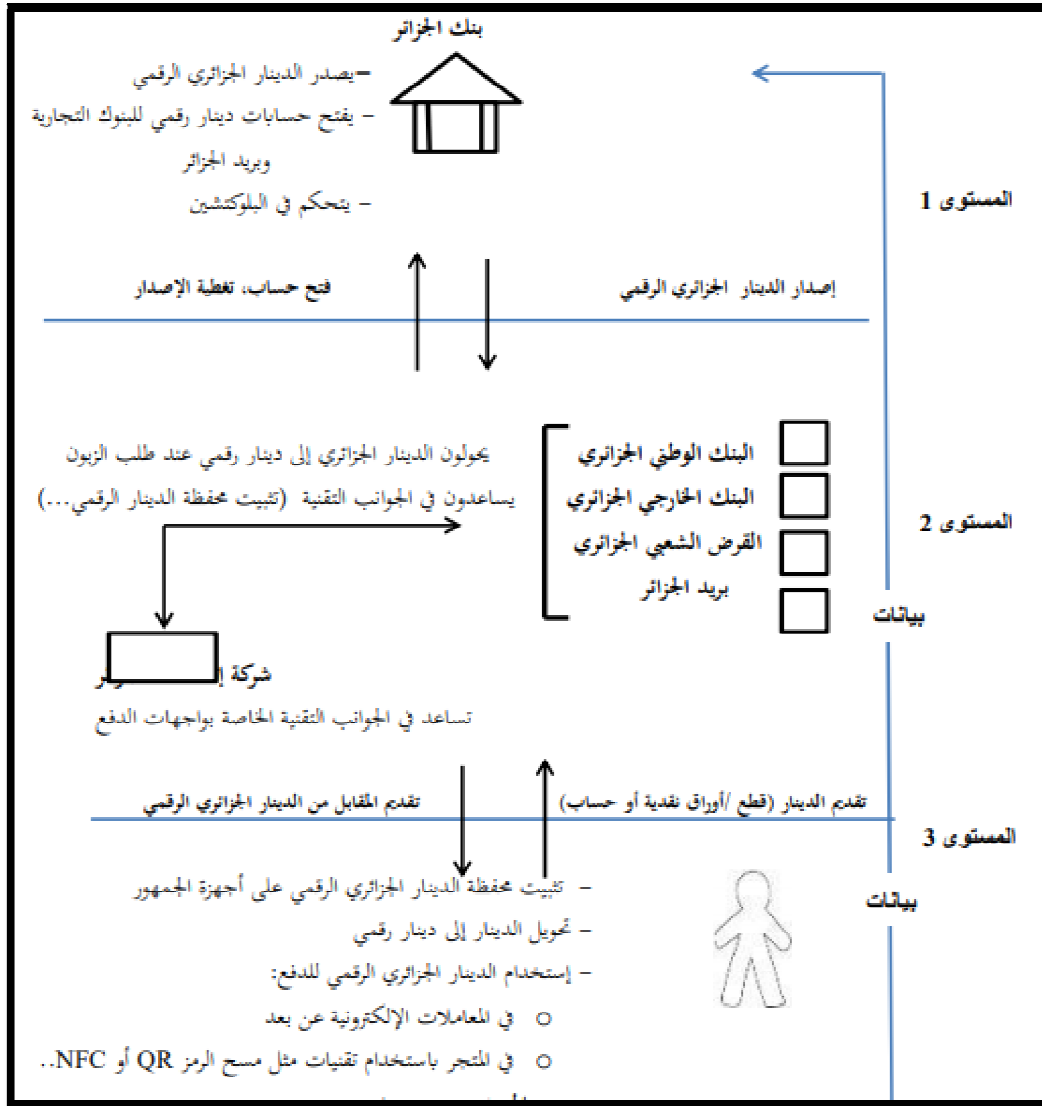 بنك الجزائر
–يصدر الدينار الجزائري الرقمي
– يفتح حسابات دينار رقمي للبنوك التجارية
وبريد الجزائر
– يتحكم في البلوكتشين
المستوى 1
إصدار الدينار الجزائري الرقمي
فتح حساب، تغطية الإصدار
يحولون الدينار الجزائري إلى دينار رقمي عند طلب الزبون
يساعدون في الجوانب التقنية (تثبيت محفظة الدينار الرقمي...)
البنك الوطني الجزائري
البنك الخارجي الجزائري
القرض الشعبي الجزائري
بريد الجزائر
المستوى 2
بيانات
شركة
تساعد في الجوانب التقنية الخاصة بواجهات الدفع
تقديم الدينار (قطع /أوراق نقدية أو حساب)
تقديم المقابل من الدينار الجزائري الرقمي
المستوى 3
بيانات
– تثبيت محفظة الدينار الجزائري الرقمي على أجهزة الجمهور
– تحويل الدينار إلى دينار رقمي
– إستخدام الدينار الجزائري الرقمي للدفع:
o في المعاملات الإلكترونية عن بعد
o في المتجر باستخدام تقنيات مثل مسح الرمز QR أو NFC..